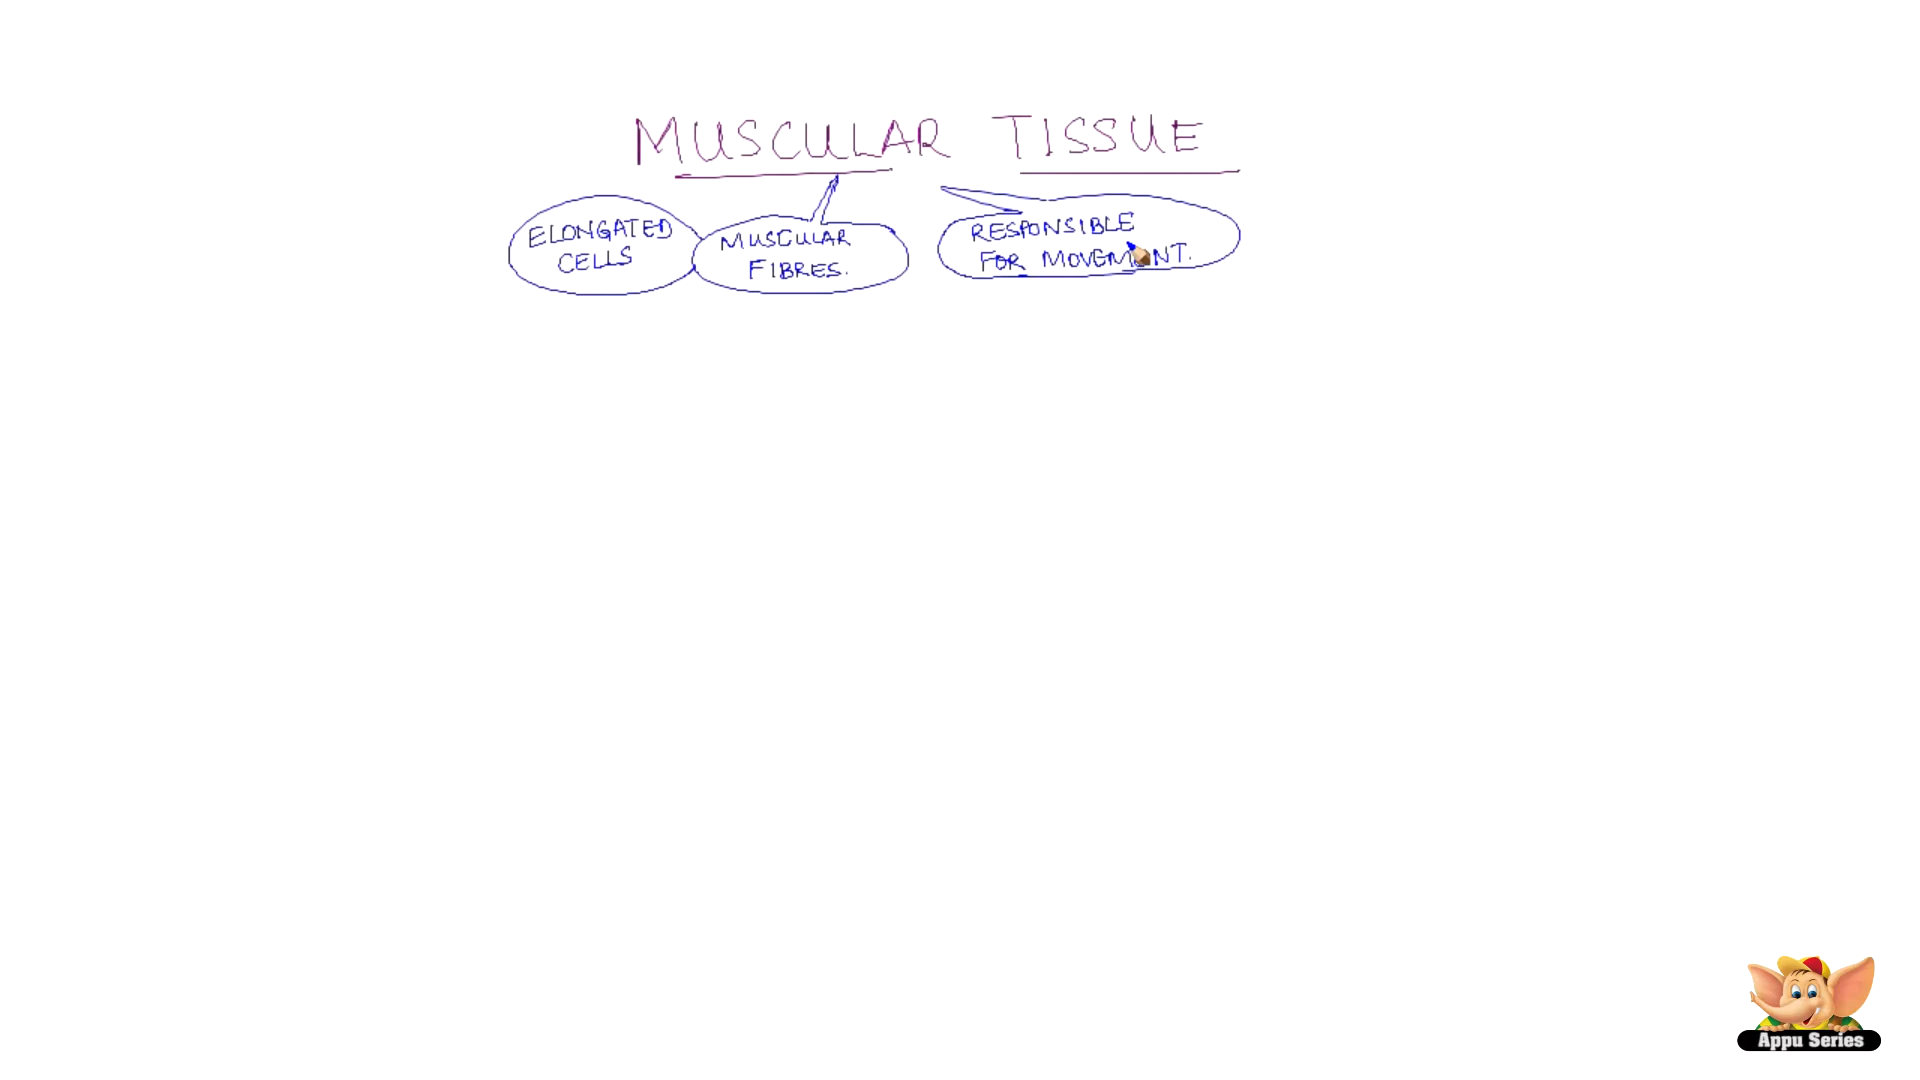 MUSCULAR TISSUE
ELONGATED
CELLS
MUSCULAR
FIBRES.
RESPONSIBLE
FOR MOVEMENT.
Appu Series